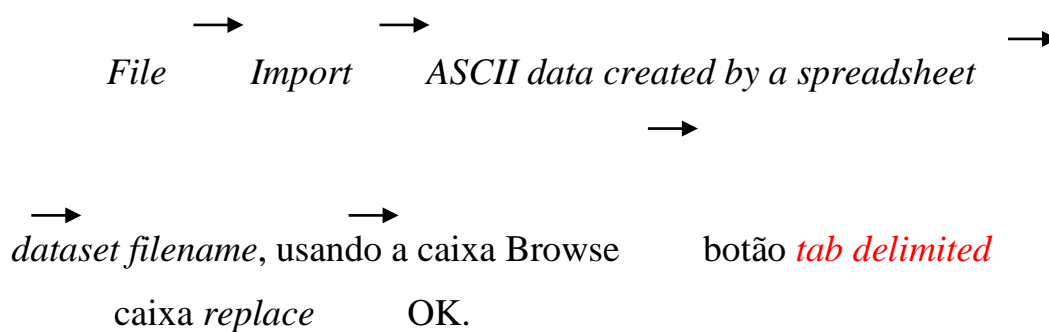 File Import ASCII data created by a spreadsheet
dataset filename, usando a caixa Browse botão tab delimited
caixa replace OK.